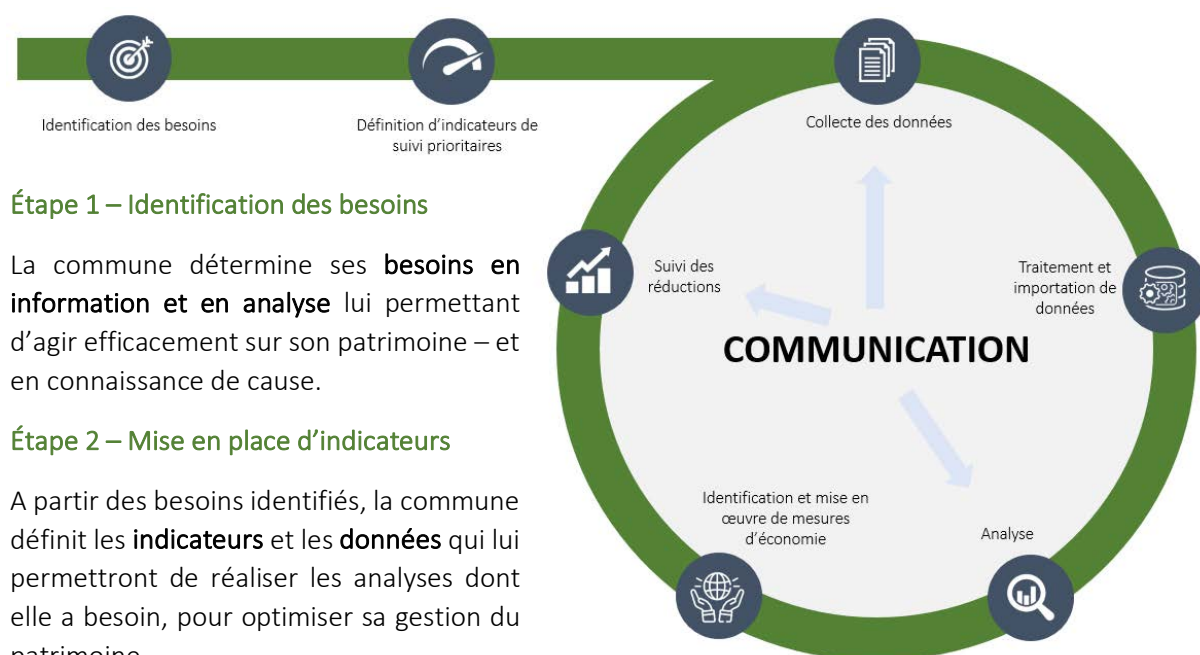 Identification des besoins
Définition d’indicateurs de
suivi prioritaires
Collecte des données
Étape 1 – Identification des besoins
La commune détermine ses besoins en
information et en analyse lui permettant
d’agir efficacement sur son patrimoine – et
en connaissance de cause.
Étape 2 – Mise en place d’indicateurs
A partir des besoins identifiés, la commune
définit les indicateurs et les données qui lui
permettront de réaliser les analyses dont
elle a besoin, pour optimiser sa gestion du
patrimoine
Suivi des
réductions
Traitement et
importation de
données
COMMUNICATION
Identification et mise en
œuvre de mesures
d’économie
Analyse